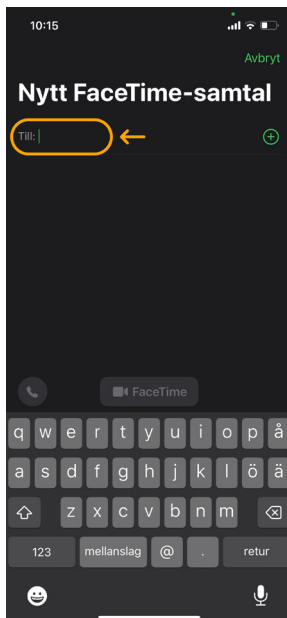 10:15
Avbryt
Nytt FaceTime-samtal
Till:
FaceTime
q w e r t y u i o p å
a s d f g h j k l ö ä
z x c v b n m
123 mellanslag @ . retur